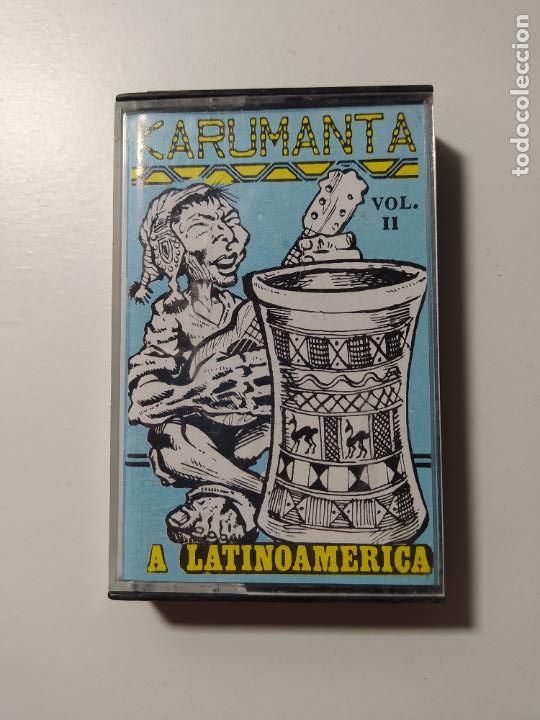 KARUMANTA
VOL.
II
A LATINOAMERICA
todocoleccion